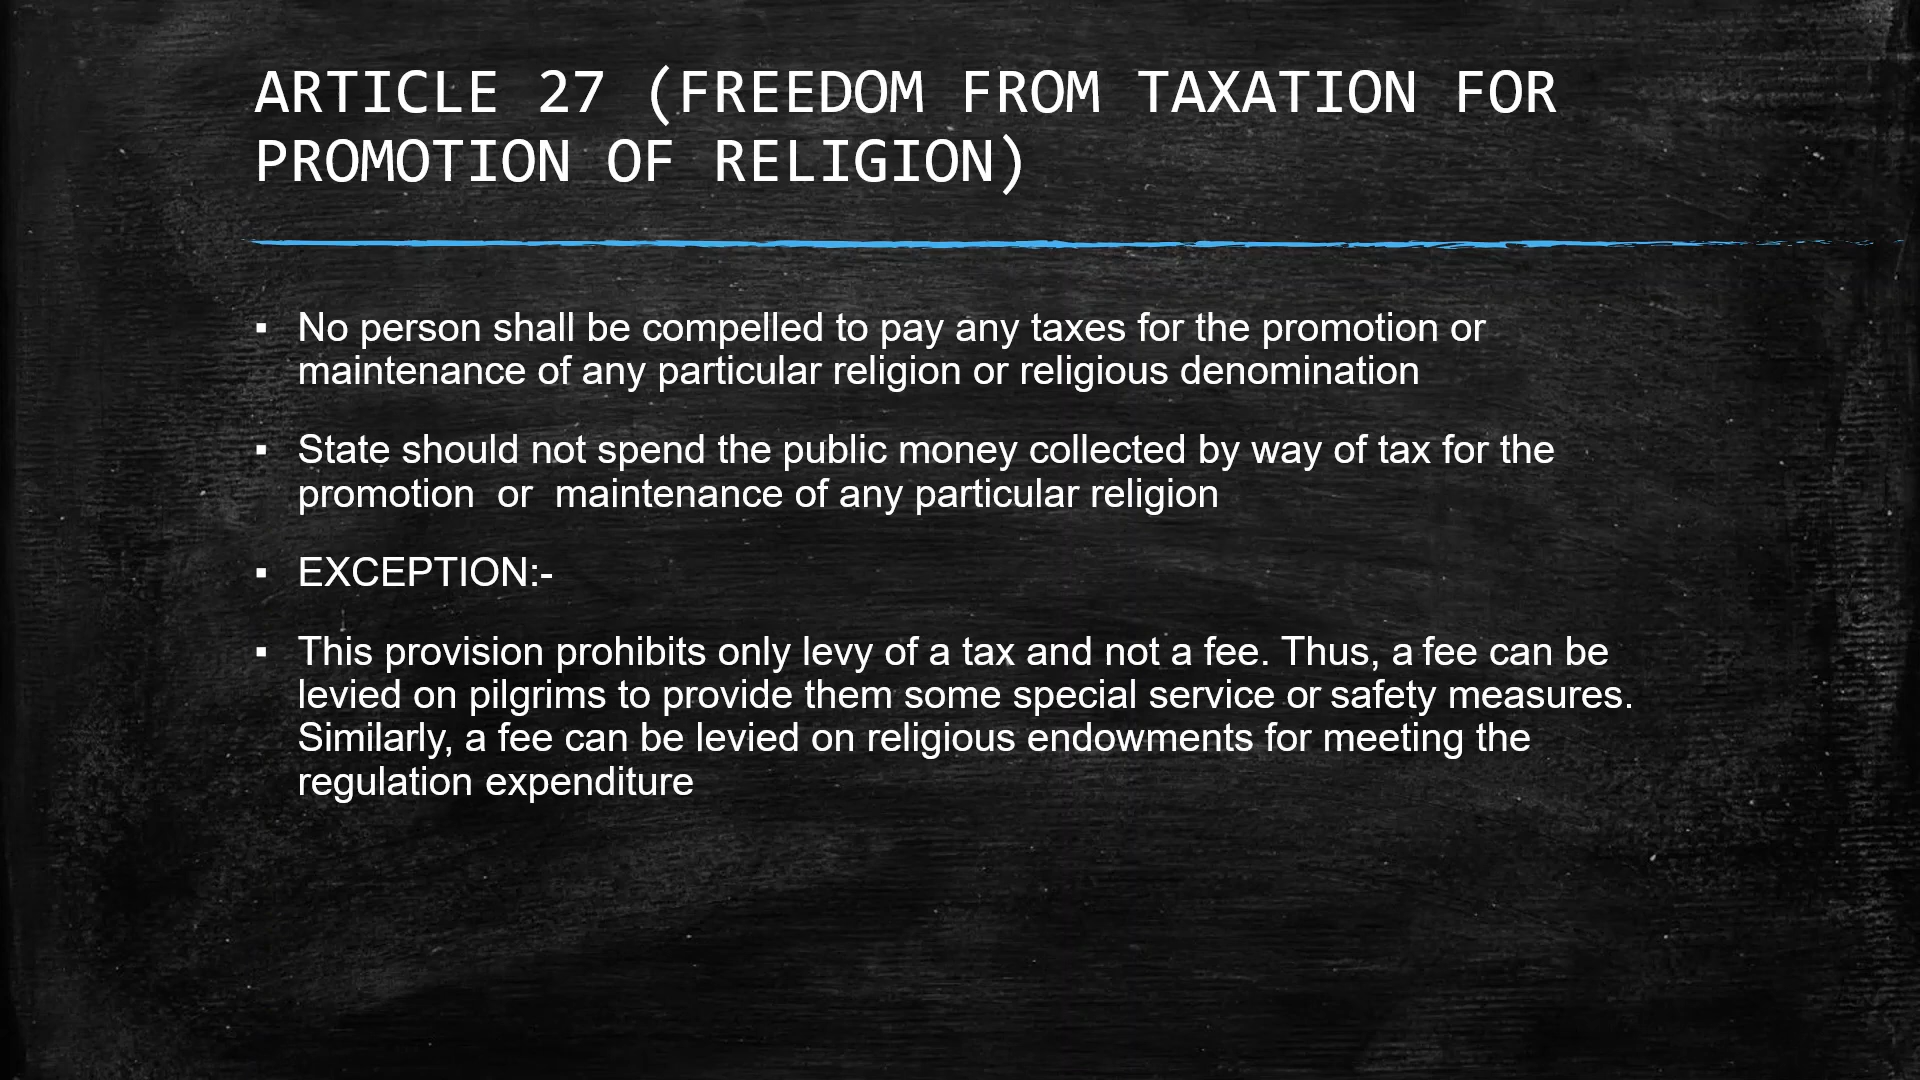 ARTICLE 27 (FREEDOM FROM TAXATION FOR
PROMOTION OF RELIGION)
▪ No person shall be compelled to pay any taxes for the promotion or
maintenance of any particular religion or religious denomination
▪ State should not spend the public money collected by way of tax for the
promotion  or  maintenance of any particular religion
▪ EXCEPTION:-
▪ This provision prohibits only levy of a tax and not a fee. Thus, a fee can be
levied on pilgrims to provide them some special service or safety measures.
Similarly, a fee can be levied on religious endowments for meeting the
regulation expenditure